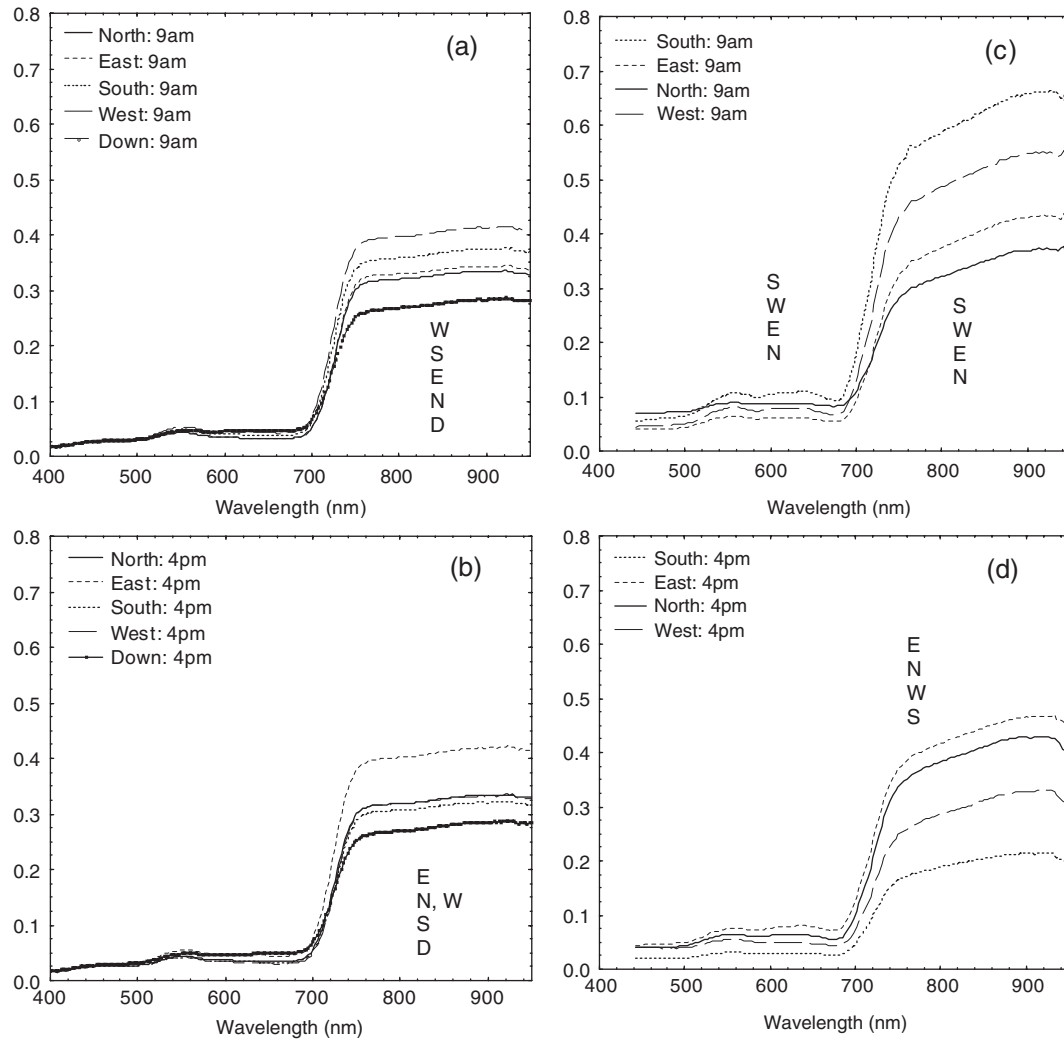 0.8
0.7
0.6
0.5
0.4
0.3
0.2
0.1
0.0
North: 9am
East: 9am
South: 9am
West: 9am
Down: 9am
(a)
W
S
E
N
D
400 500 600 700 800 900
Wavelength (nm)
0.8
0.7
0.6
0.5
0.4
0.3
0.2
0.1
0.0
South: 9am
East: 9am
North: 9am
West: 9am
(c)
S
W
E
N
S
W
E
N
400 500 600 700 800 900
Wavelength (nm)
0.8
0.7
0.6
0.5
0.4
0.3
0.2
0.1
0.0
North: 4pm
East: 4pm
South: 4pm
West: 4pm
Down: 4pm
(b)
E
N, W
S
D
400 500 600 700 800 900
Wavelength (nm)
0.8
0.7
0.6
0.5
0.4
0.3
0.2
0.1
0.0
South: 4pm
East: 4pm
North: 4pm
West: 4pm
(d)
E
N
W
S
400 500 600 700 800 900
Wavelength (nm)